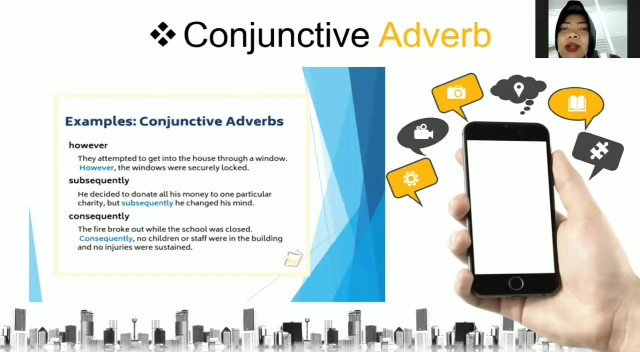 ❖ Conjunctive Adverb
Examples: Conjunctive Adverbs
however
They attempted to get into the house through a window.
However, the windows were securely locked.
subsequently
He decided to donate all his money to one particular
charity, but subsequently he changed his mind.
consequently
The fire broke out while the school was closed.
Consequently, no children or staff were in the building
and no injuries were sustained.